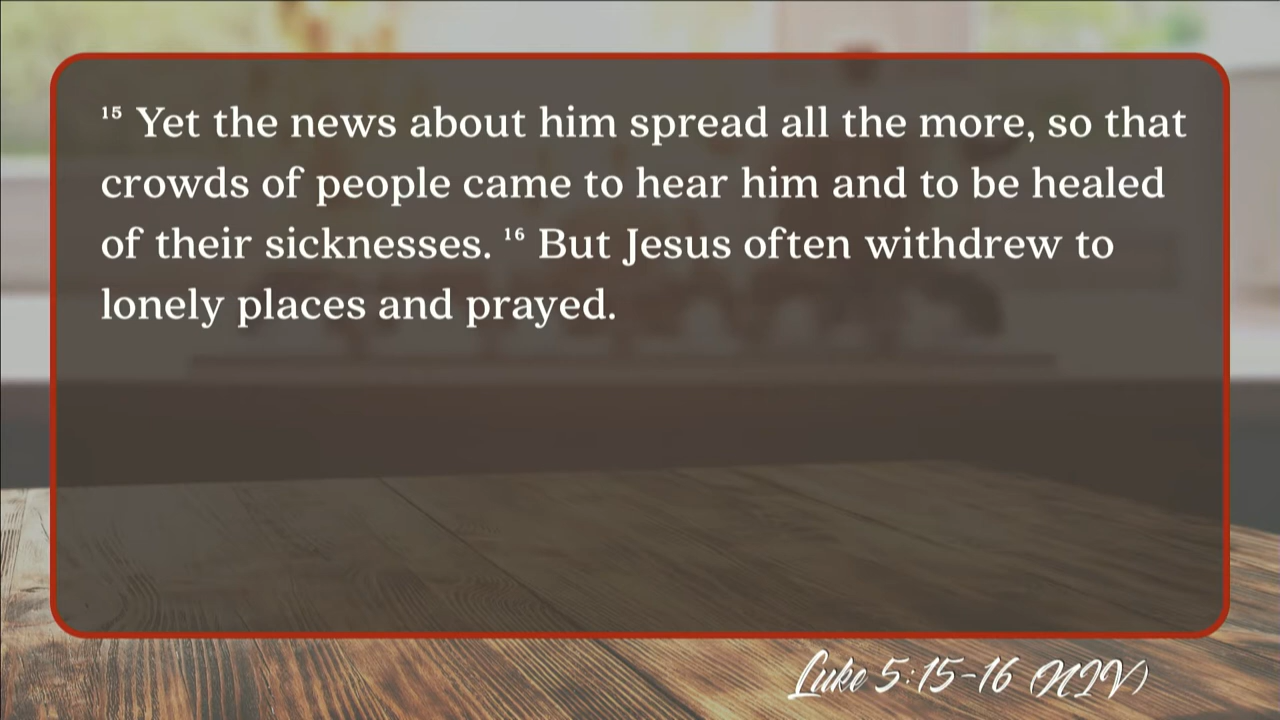 ¹⁵ Yet the news about him spread all the more, so that
crowds of people came to hear him and to be healed
of their sicknesses. ¹⁶ But Jesus often withdrew to
lonely places and prayed.
Luke 5:15-16 (NIV)